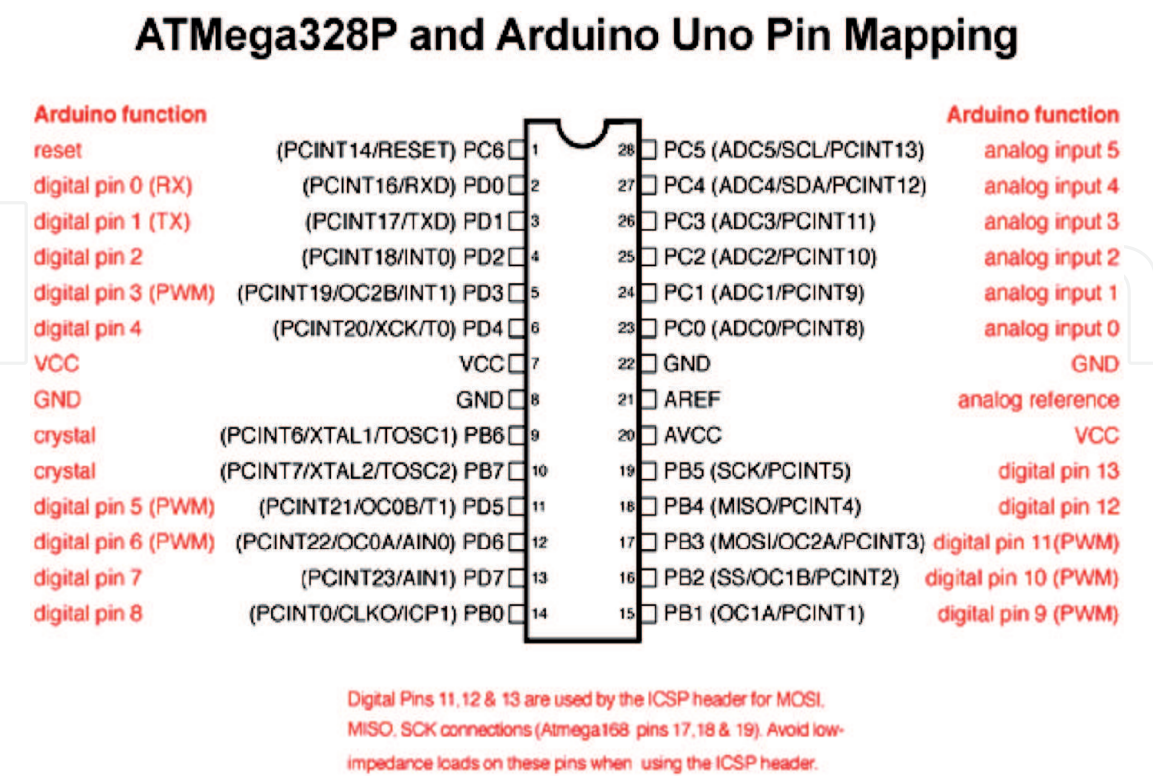 ATMega328P and Arduino Uno Pin Mapping
Arduino function Arduino function
reset (PCINT14/RESET) PC6 1 28 PC5 (ADC5/SCL/PCINT13) analog input 5
digital pin 0 (RX) (PCINT16/RXD) PD0 2 27 PC4 (ADC4/SDA/PCINT12) analog input 4
digital pin 1 (TX) (PCINT17/TXD) PD1 3 26 PC3 (ADC3/PCINT11) analog input 3
digital pin 2 (PCINT18/INT0) PD2 4 25 PC2 (ADC2/PCINT10) analog input 2
digital pin 3 (PWM) (PCINT19/OC2B/INT1) PD3 5 24 PC1 (ADC1/PCINT9) analog input 1
digital pin 4 (PCINT20/XCK/T0) PD4 6 23 PC0 (ADC0/PCINT8) analog input 0
VCC VCC 7 22 GND GND
GND GND 8 21 AREF analog reference
crystal (PCINT6/XTAL1/TOSC1) PB6 9 20 AVCC VCC
crystal (PCINT7/XTAL2/TOSC2) PB7 10 19 PB5 (SCK/PCINT5) digital pin 13
digital pin 5 (PWM) (PCINT21/OC0B/T1) PD5 11 18 PB4 (MISO/PCINT4) digital pin 12
digital pin 6 (PWM) (PCINT22/OC0A/AIN0) PD6 12 17 PB3 (MOSI/OC2A/PCINT3) digital pin 11(PWM)
digital pin 7 (PCINT23/AIN1) PD7 13 16 PB2 (SS/OC1B/PCINT2) digital pin 10 (PWM)
digital pin 8 (PCINT0/CLKO/ICP1) PB0 14 15 PB1 (OC1A/PCINT1) digital pin 9 (PWM)
Digital Pins 11,12 & 13 are used by the ICSP header for MOSI,
MISO, SCK connections (Atmega168 pins 17,18 & 19). Avoid low-
impedance loads on these pins when using the ICSP header.